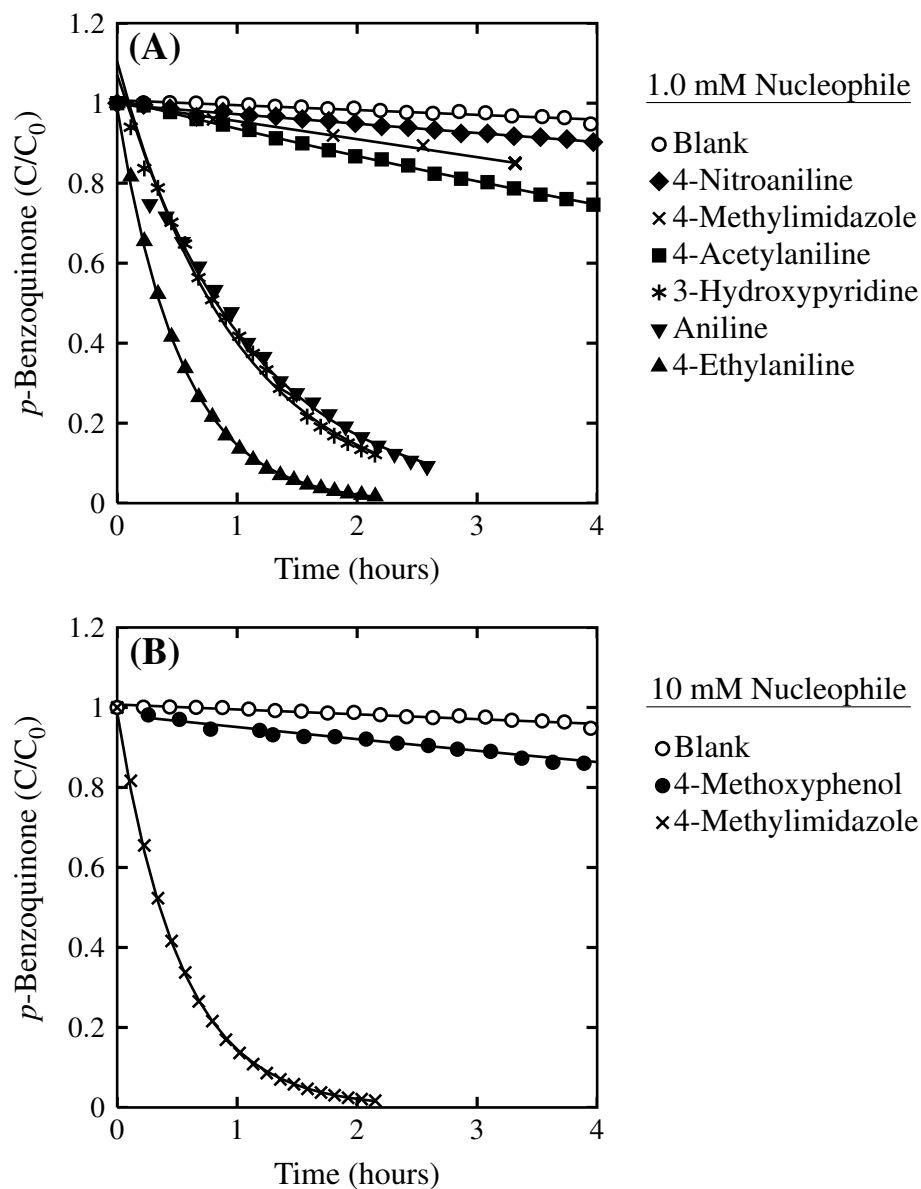 (A)
1.2
1
0.8
0.6
0.4
0.2
0
p-Benzoquinone (C/C0)
0 1 2 3 4
Time (hours)
1.0 mM Nucleophile
Blank
4-Nitroaniline
4-Methylimidazole
4-Acetylaniline
3-Hydroxypyridine
Aniline
4-Ethylaniline
(B)
1.2
1
0.8
0.6
0.4
0.2
0
p-Benzoquinone (C/C0)
0 1 2 3 4
Time (hours)
10 mM Nucleophile
Blank
4-Methoxyphenol
4-Methylimidazole